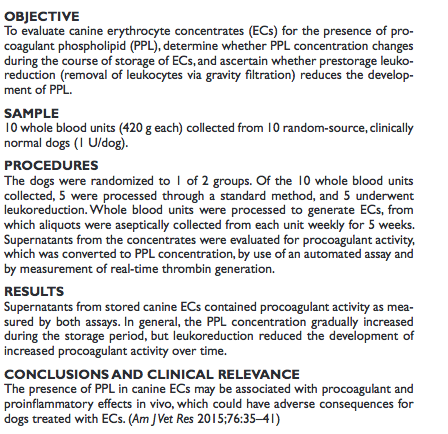 OBJECTIVE
To evaluate canine erythrocyte concentrates (ECs) for the presence of pro-
coagulant phospholipid (PPL), determine whether PPL concentration changes
during the course of storage of ECs, and ascertain whether prestorage leuko-
reduction (removal of leukocytes via gravity filtration) reduces the develop-
ment of PPL.
SAMPLE
10 whole blood units (420 g each) collected from 10 random-source, clinically
normal dogs (1 U/dog).
PROCEDURES
The dogs were randomized to 1 of 2 groups. Of the 10 whole blood units
collected, 5 were processed through a standard method, and 5 underwent
leukoreduction. Whole blood units were processed to generate ECs, from
which aliquots were aseptically collected from each unit weekly for 5 weeks.
Supernatants from the concentrates were evaluated for procoagulant activity,
which was converted to PPL concentration, by use of an automated assay and
by measurement of real-time thrombin generation.
RESULTS
Supernatants from stored canine ECs contained procoagulant activity as mea-
sured by both assays. In general, the PPL concentration gradually increased
during the storage period, but leukoreduction reduced the development of
increased procoagulant activity over time.
CONCLUSIONS AND CLINICAL RELEVANCE
The presence of PPL in canine ECs may be associated with procoagulant and
proinflammatory effects in vivo, which could have adverse consequences for
dogs treated with ECs. (Am J Vet Res 2015;76:35–41)